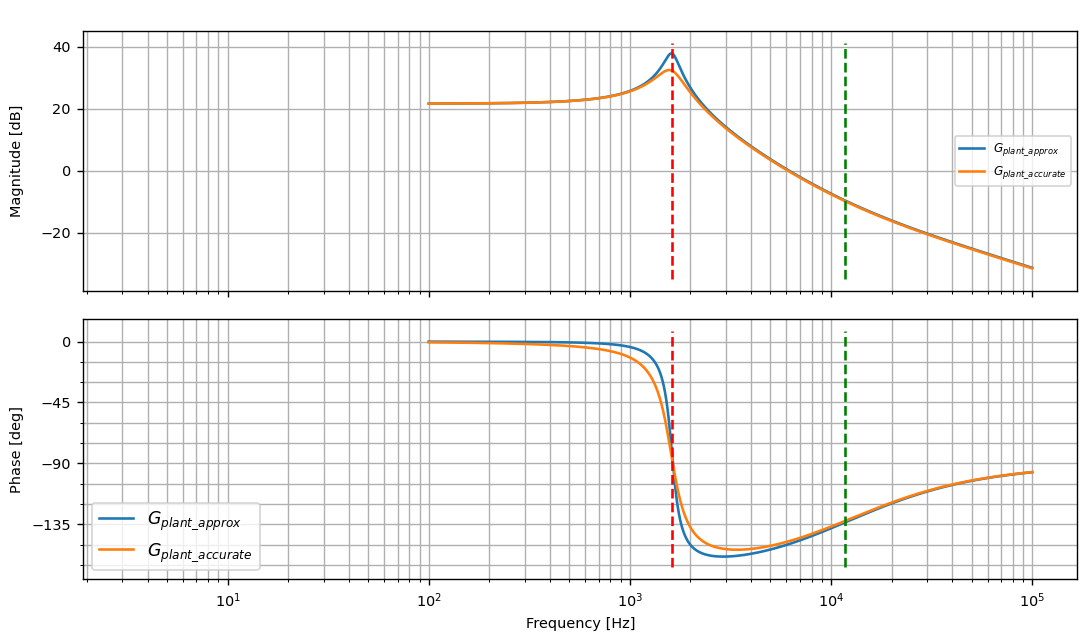 Magnitude [dB]
40
20
0
−20
G_plant_approx
G_plant_accurate
Phase [deg]
0
−45
−90
−135
G_plant_approx
G_plant_accurate
10^1
10^2
10^3
10^4
10^5
Frequency [Hz]